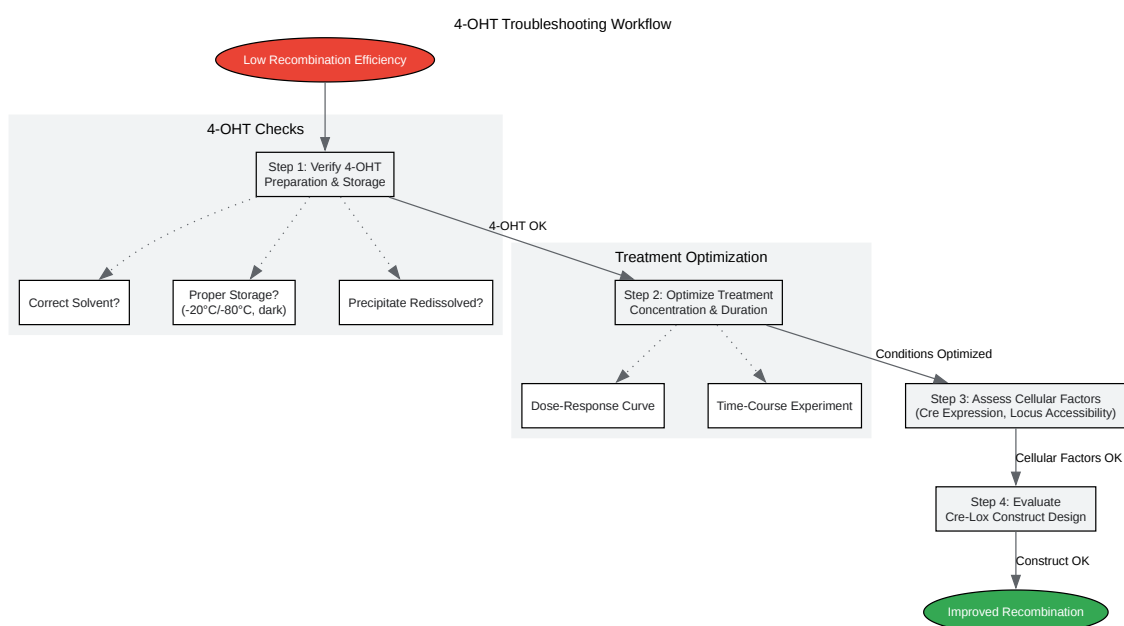 4-OHT Troubleshooting Workflow
Low Recombination Efficiency
4-OHT Checks
Step 1: Verify 4-OHT
Preparation & Storage
4-OHT OK
Correct Solvent?
Proper Storage?
(-20°C/-80°C, dark)
Precipitate Redissolved?
Treatment Optimization
Step 2: Optimize Treatment
Concentration & Duration
Conditions Optimized
Dose-Response Curve
Time-Course Experiment
Step 3: Assess Cellular Factors
(Cre Expression, Locus Accessibility)
Cellular Factors OK
Step 4: Evaluate
Cre-Lox Construct Design
Construct OK
Improved Recombination